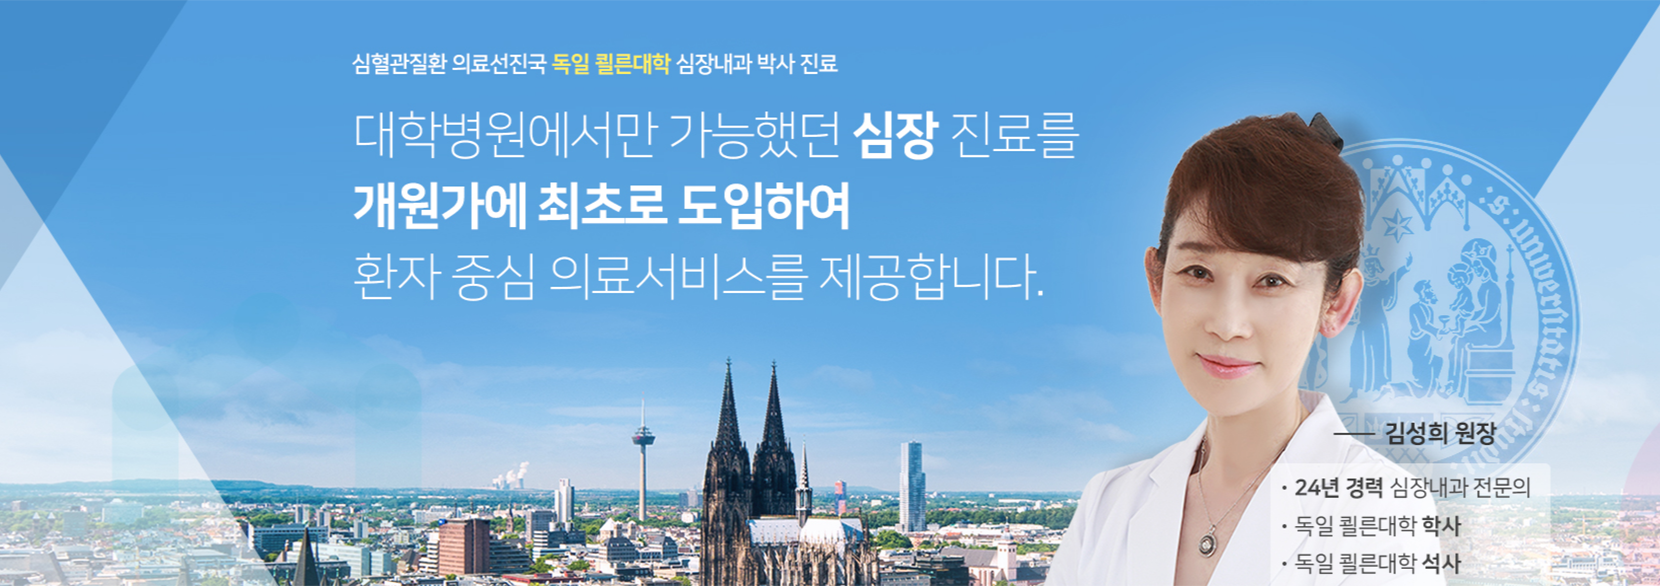 심혈관질환 의료선진국 독일 쾰른대학 심장내과 박사 진료
대학병원에서만 가능했던 심장 진료를
개원가에 최초로 도입하여
환자 중심 의료서비스를 제공합니다.
김성희 원장
· 24년 경력 심장내과 전문의
· 독일 쾰른대학 학사
· 독일 쾰른대학 석사